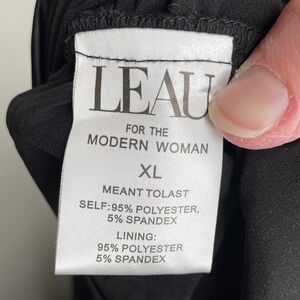 LEAU
FOR THE
MODERN WOMAN
XL
MEANT TOLAST
SELF:95% POLYESTER,
5% SPANDEX
LINING:
95% POLYESTER
5% SPANDEX